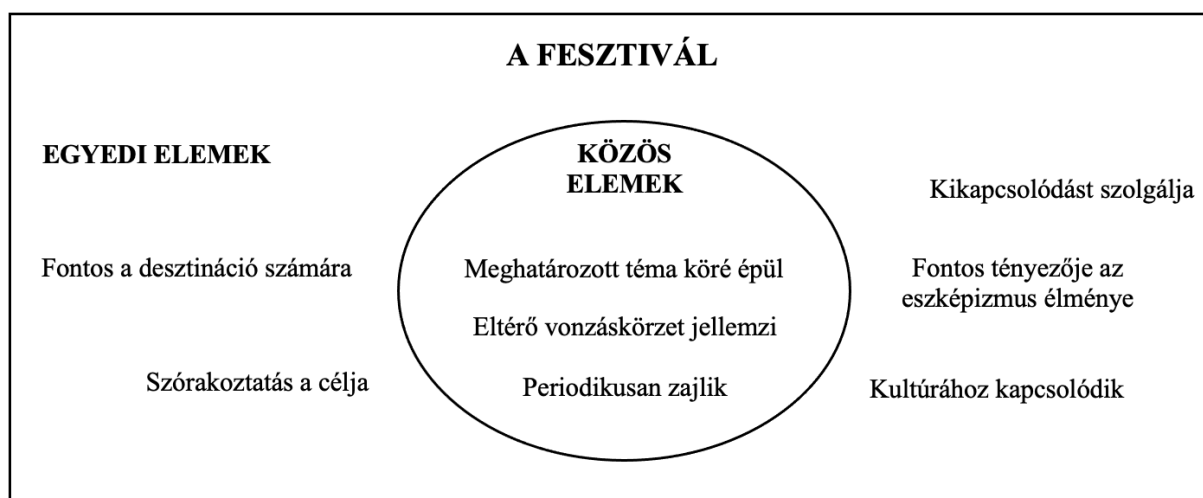 A FESZTIVÁL
EGYEDI ELEMEK
KÖZÖS
ELEMEK
Kikapcsolódást szolgálja
Fontos a desztináció számára
Meghatározott téma köré épül
Fontos tényezője az
eszképizmus élménye
Eltérő vonzáskörzet jellemzi
Szórakoztatás a célja
Periodikusan zajlik
Kultúrához kapcsolódik